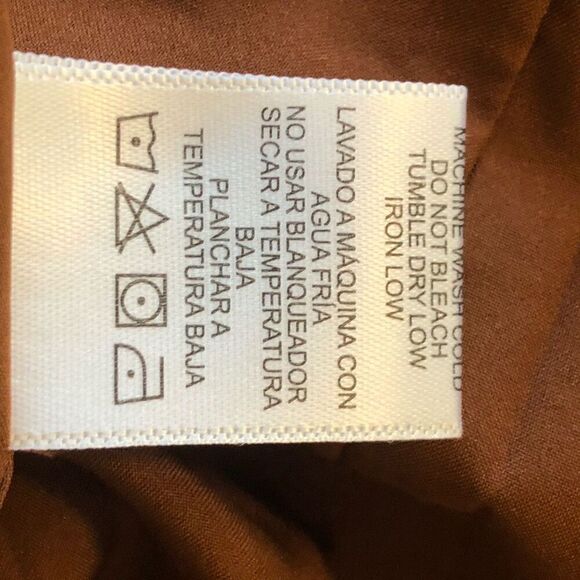 MACHINE WASH COLD
DO NOT BLEACH
TUMBLE DRY LOW
IRON LOW
LAVADO A MÁQUINA CON
AGUA FRÍA
NO USAR BLANQUEADOR
SECAR A TEMPERATURA
BAJA
PLANCHAR A
TEMPERATURA BAJA